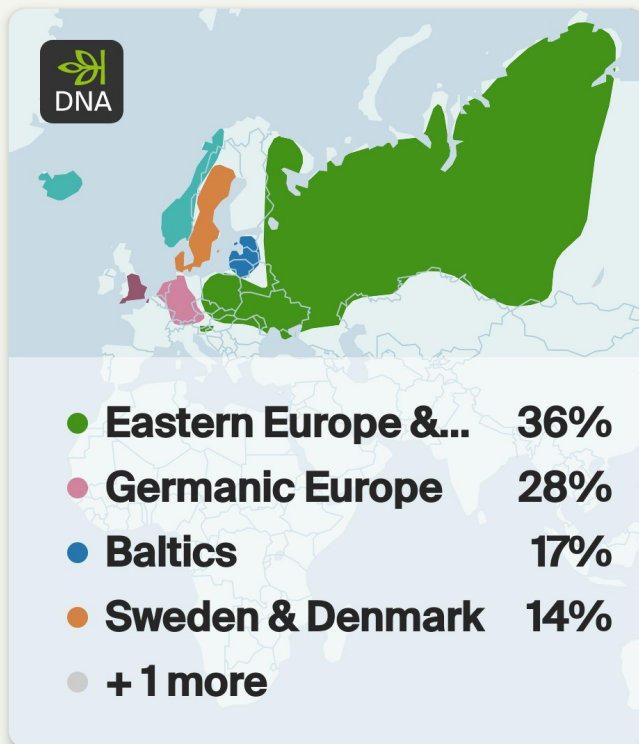 DNA
Eastern Europe &... 36%
Germanic Europe 28%
Baltics 17%
Sweden & Denmark 14%
+ 1 more